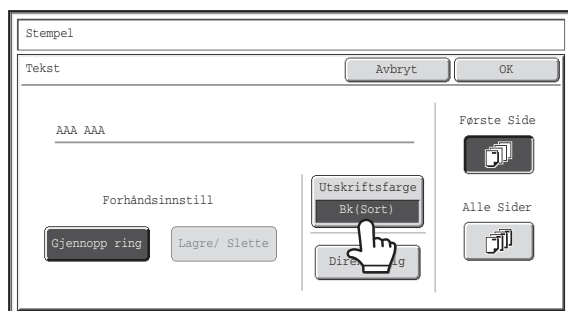 Stempel
Tekst
Avbryt
OK
AAA AAA
Første Side
Forhåndsinnstill
Utskriftsfarge
Bk(Sort)
Alle Sider
Gjennopp ring
Lagre/ Slette